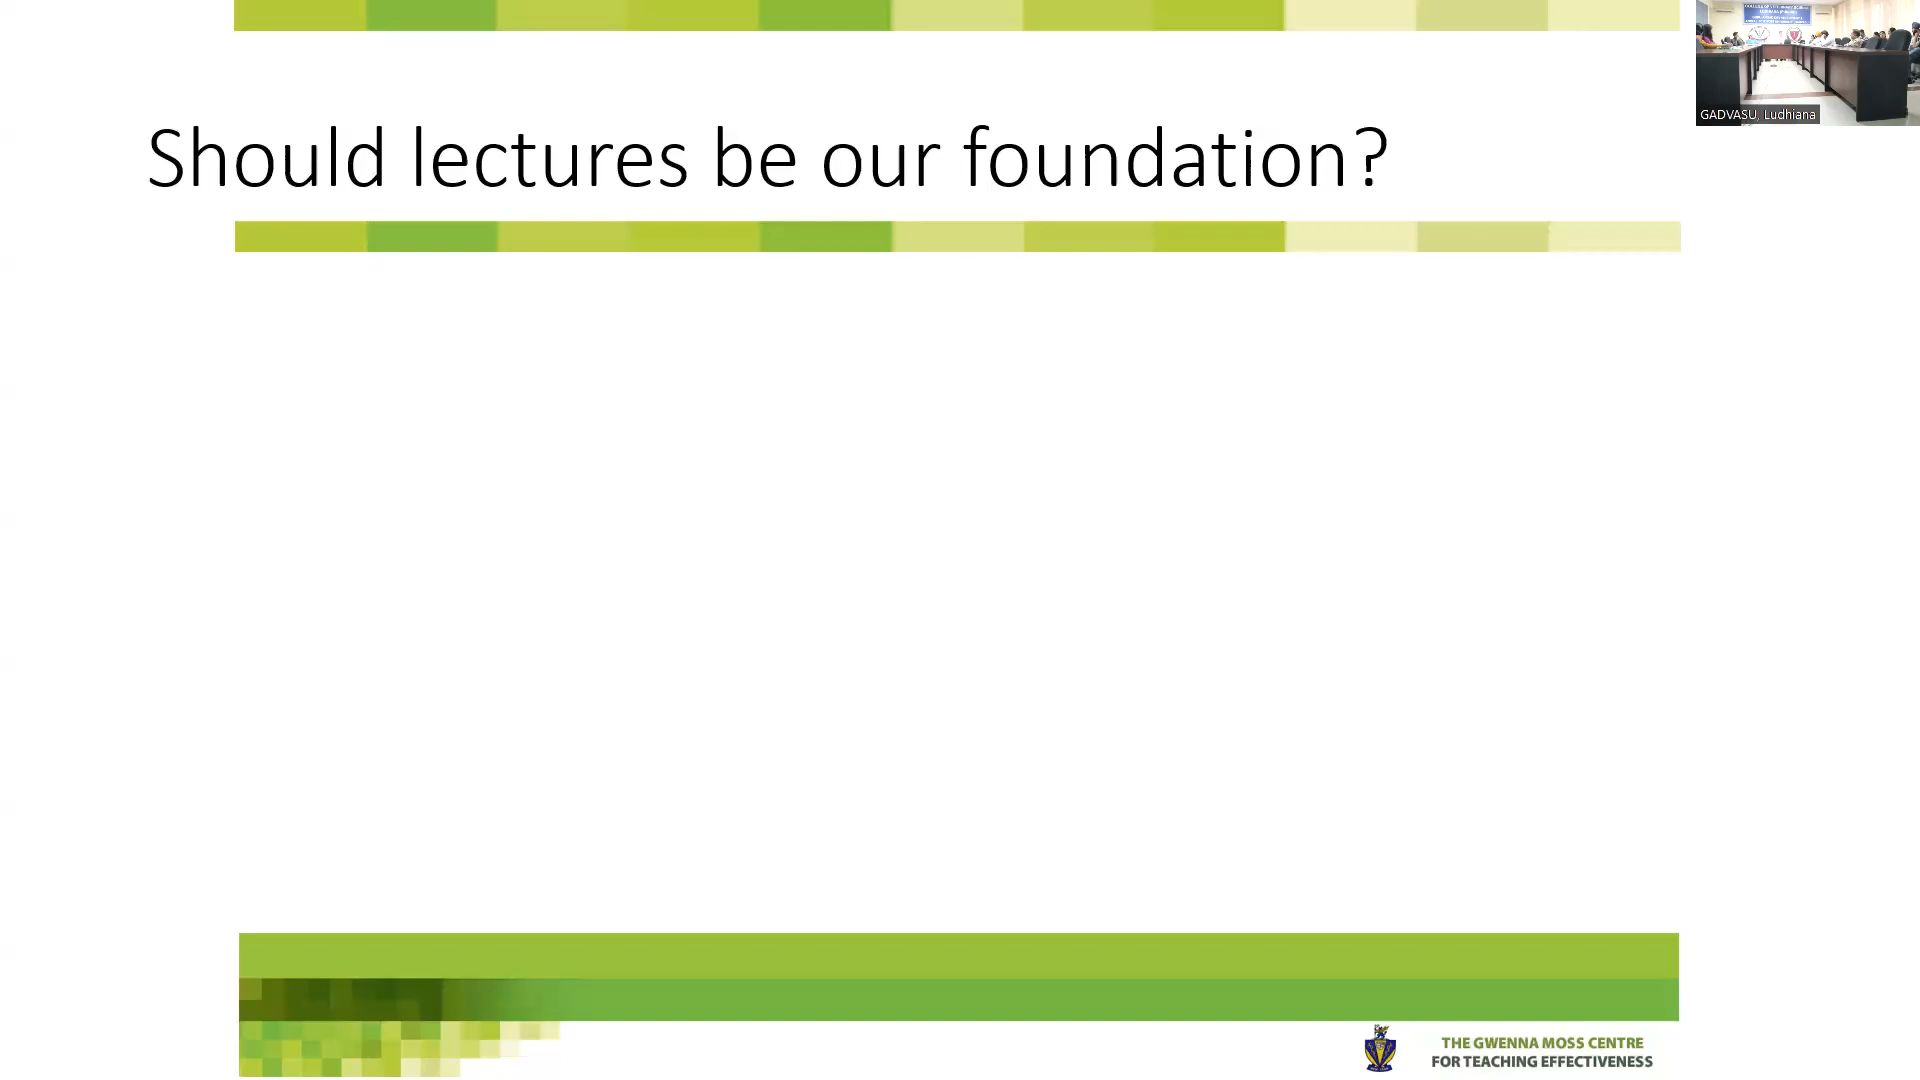 Should lectures be our foundation?
GADVASU, Ludhiana
THE GWENNA MOSS CENTRE
FOR TEACHING EFFECTIVENESS